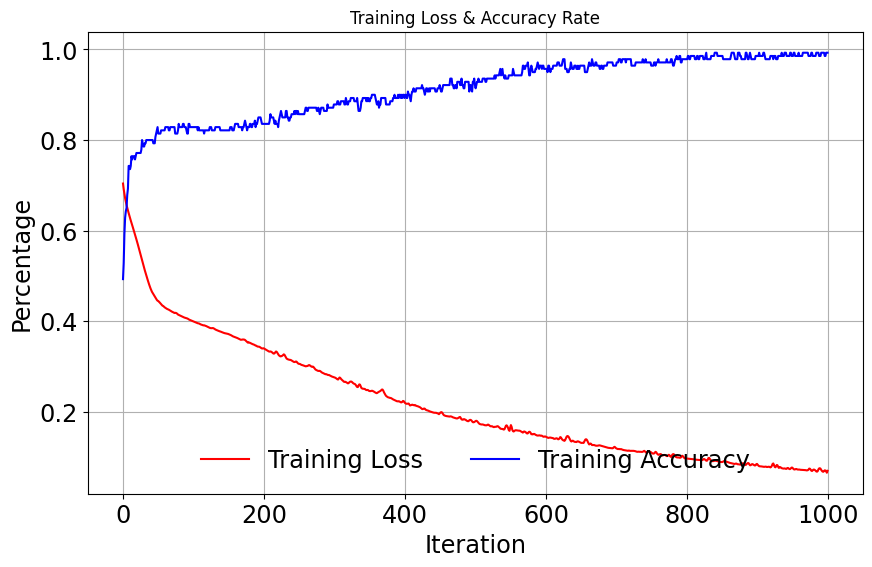 Training Loss & Accuracy Rate
1.0
0.8
0.6
0.4
0.2
Percentage
Training Loss
Training Accuracy
0 200 400 600 800 1000
Iteration